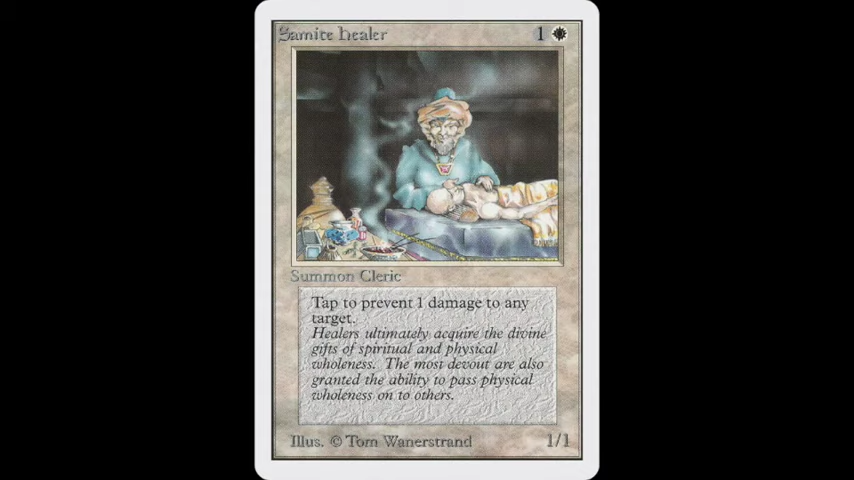 Samite Healer 1
Summon Cleric
Tap to prevent 1 damage to any
target.
Healers ultimately acquire the divine
gifts of spiritual and physical
wholeness. The most devout are also
granted the ability to pass physical
wholeness on to others.
Illus. © Tom Wanerstrand 1/1